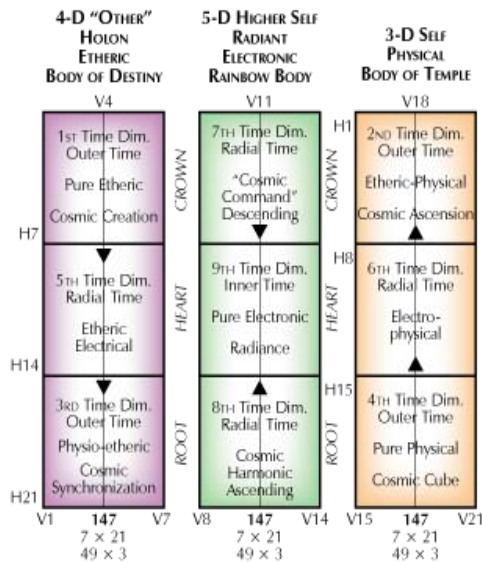 4-D “OTHER”
HOLON
ETHERIC
BODY OF DESTINY
V4
1ST Time Dim.
Outer Time
Pure Etheric
Cosmic Creation
H7
5TH Time Dim.
Radial Time
Etheric
Electrical
H14
3RD Time Dim.
Outer Time
Physio-etheric
Cosmic
Synchronization
H21
V1 147 V7
7 × 21
49 × 3
CROWN
HEART
ROOT
5-D HIGHER SELF
RADIANT
ELECTRONIC
RAINBOW BODY
V11
7TH Time Dim.
Radial Time
“Cosmic
Command”
Descending
9TH Time Dim.
Inner Time
Pure Electronic
Radiance
8TH Time Dim.
Radial Time
Cosmic
Harmonic
Ascending
V8 147 V14
7 × 21
49 × 3
CROWN
HEART
ROOT
3-D SELF
PHYSICAL
BODY OF TEMPLE
V18
H1
2ND Time Dim.
Outer Time
Etheric-Physical
Cosmic Ascension
H8
6TH Time Dim.
Radial Time
Electro-
physical
H15
4TH Time Dim.
Outer Time
Pure Physical
Cosmic Cube
V15 147 V21
7 × 21
49 × 3